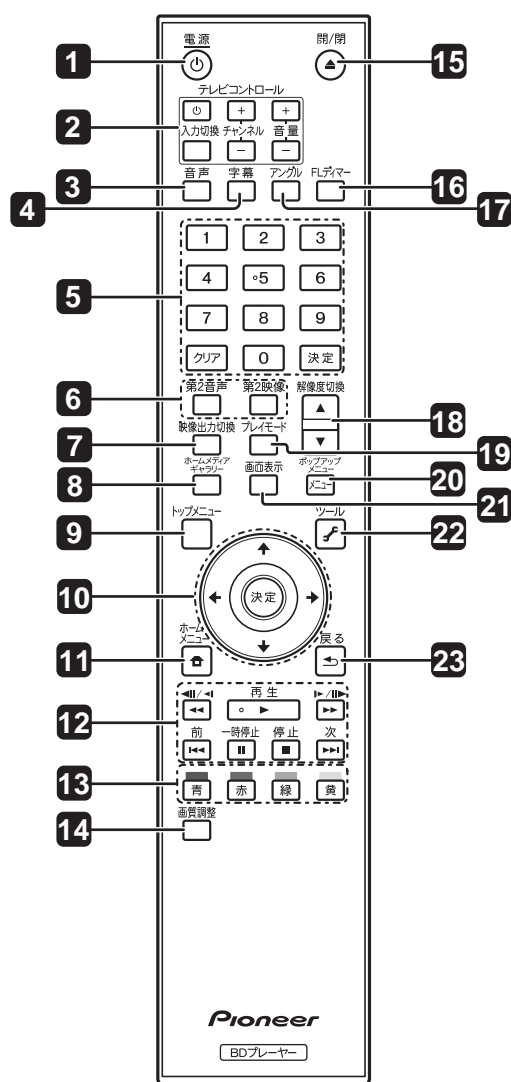 電源
開/閉
1
15
テレビコントロール
2
+
+
入力切換 チャンネル 音量
−
−
音声
字幕
アングル
FLディマー
3
16
4
17
1
2
3
4
5
6
5
7
8
9
クリア
0
決定
第2音声
第2映像
解像度切換
6
18
映像出力切換
プレイモード
7
19
ホームメディア
ギャラリー
画面表示
ポップアップ
メニュー
メニュー
8
20
21
トップメニュー
ツール
9
22
10
決定
ホーム
メニュー
戻る
11
23
再生
12
前
一時停止
停止
次
13
青
赤
緑
黄
画質調整
14
Pioneer
BDプレーヤー